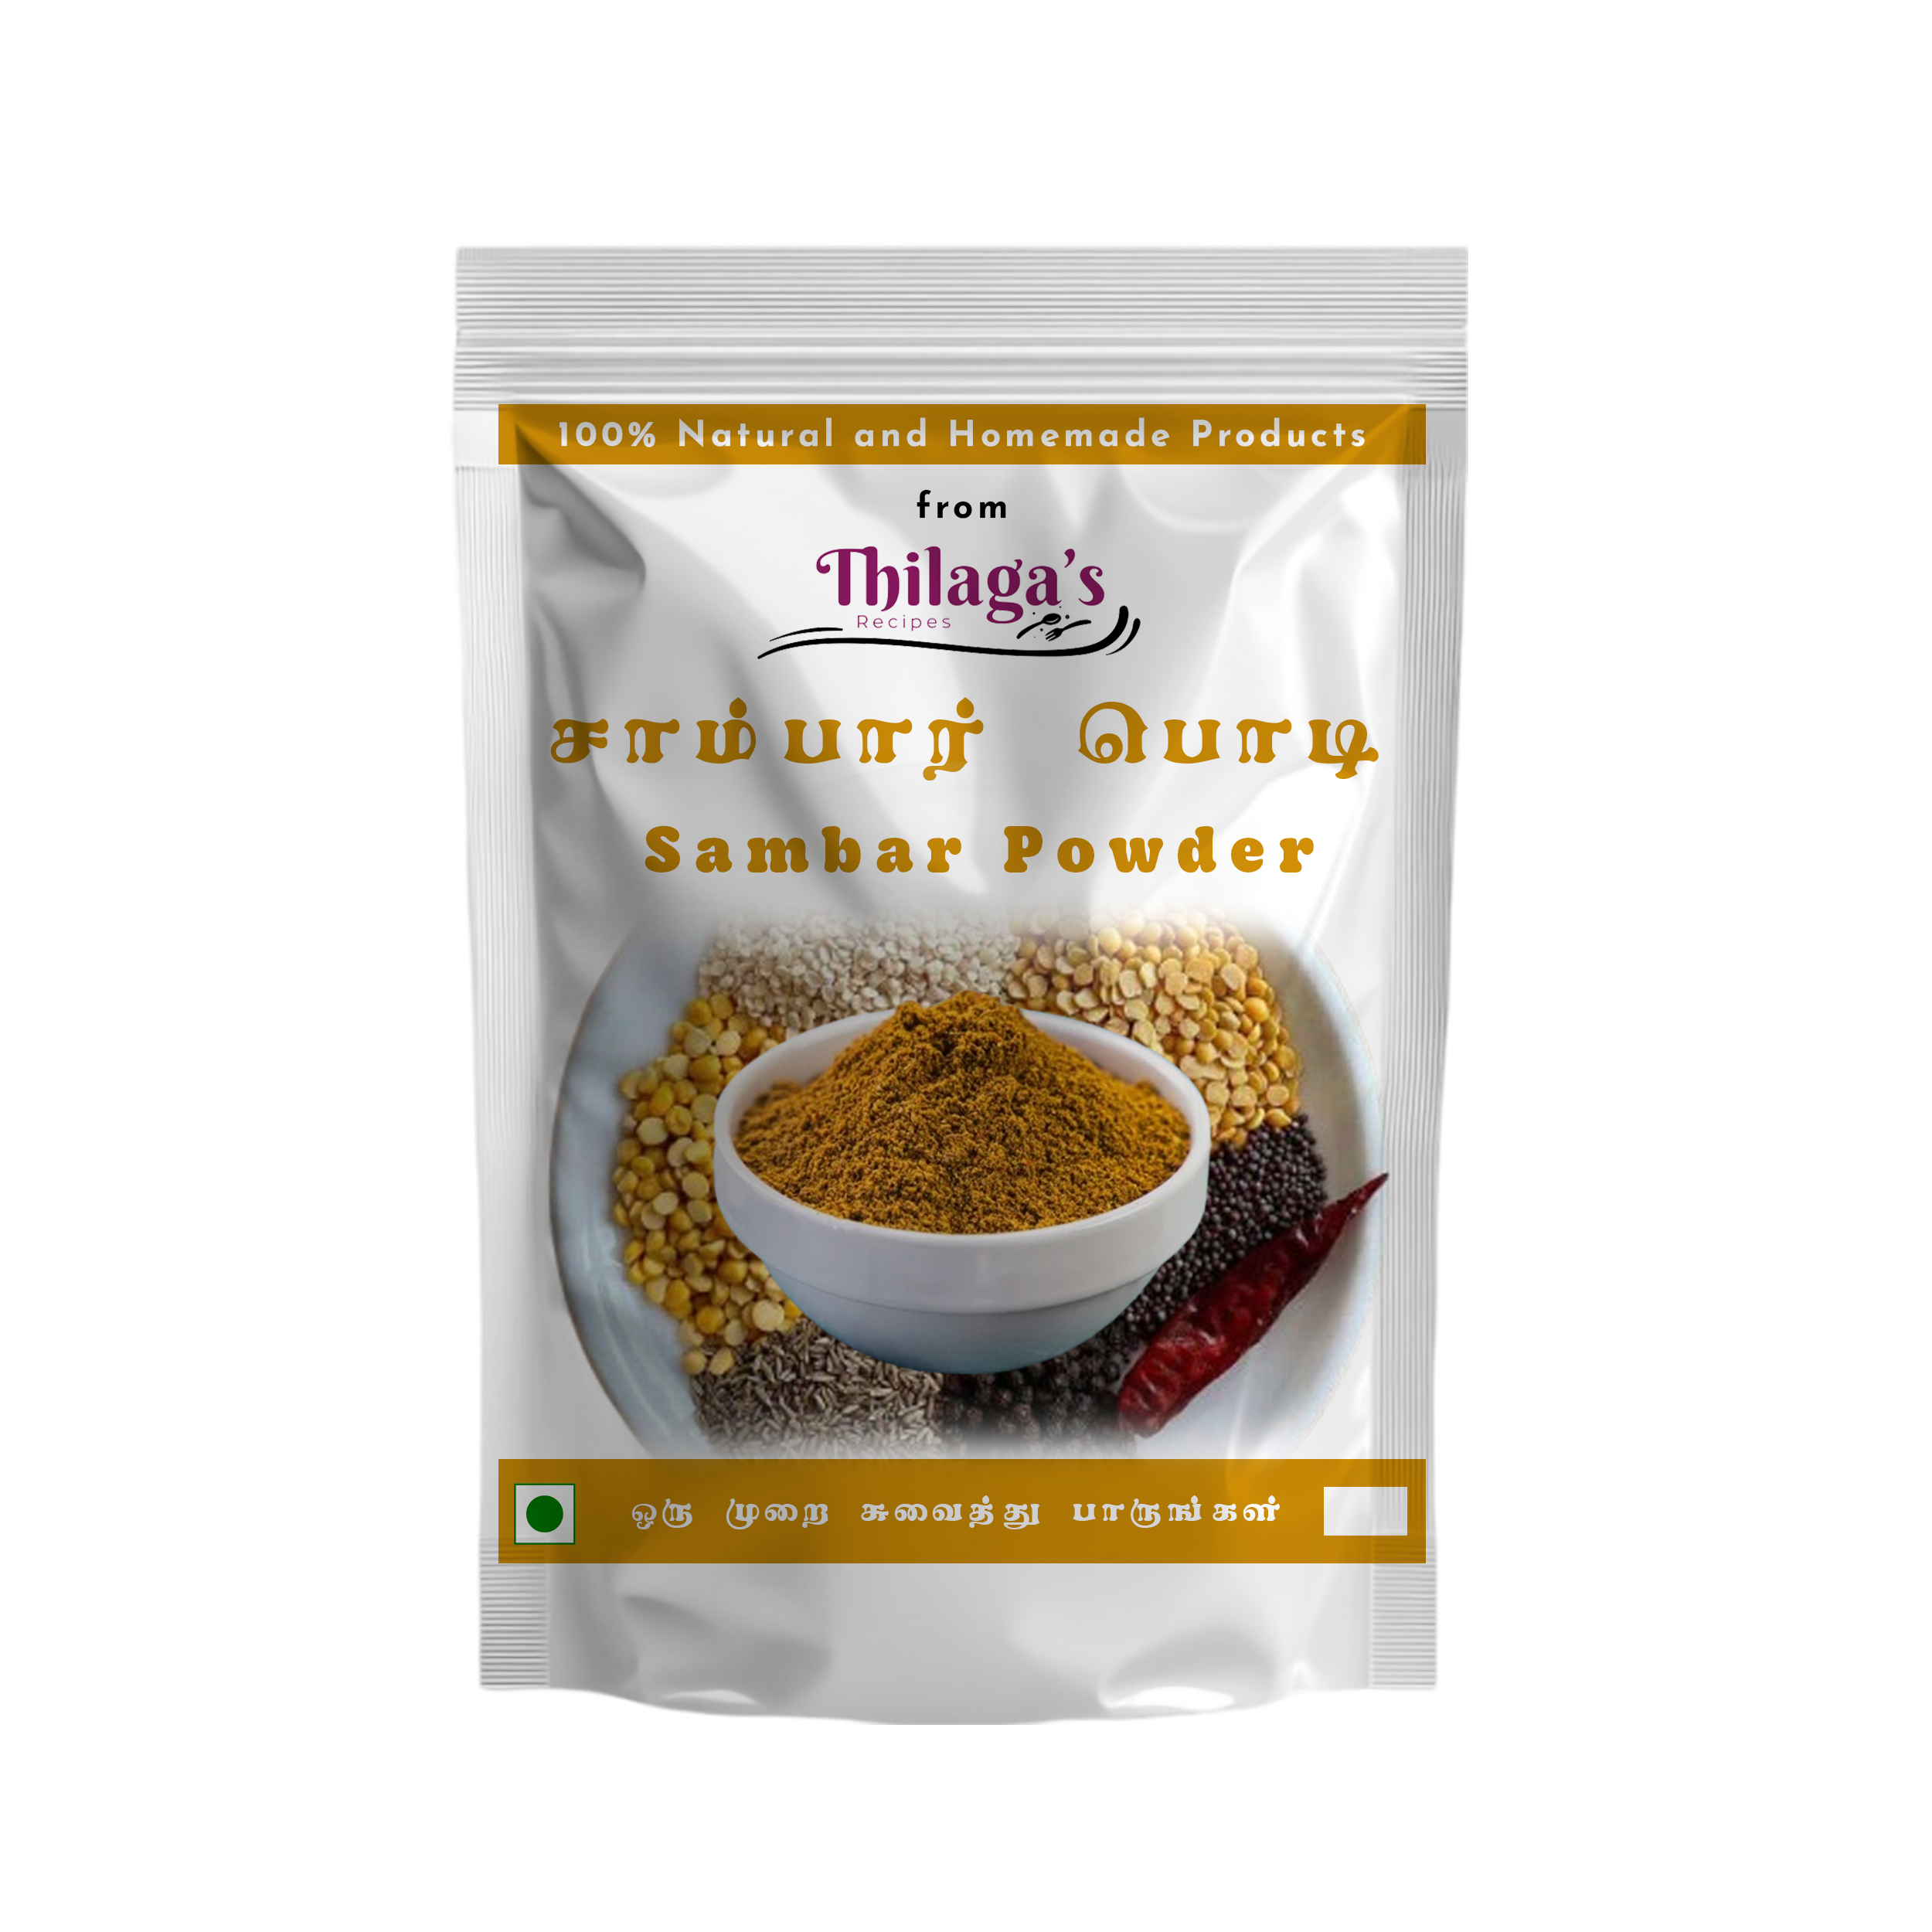 100% Natural and Homemade Products
from
Thilaga's
Recipes
சாம்பார் பொடி
Sambar Powder
ஒரு முறை சுவைத்து பாருங்கள்